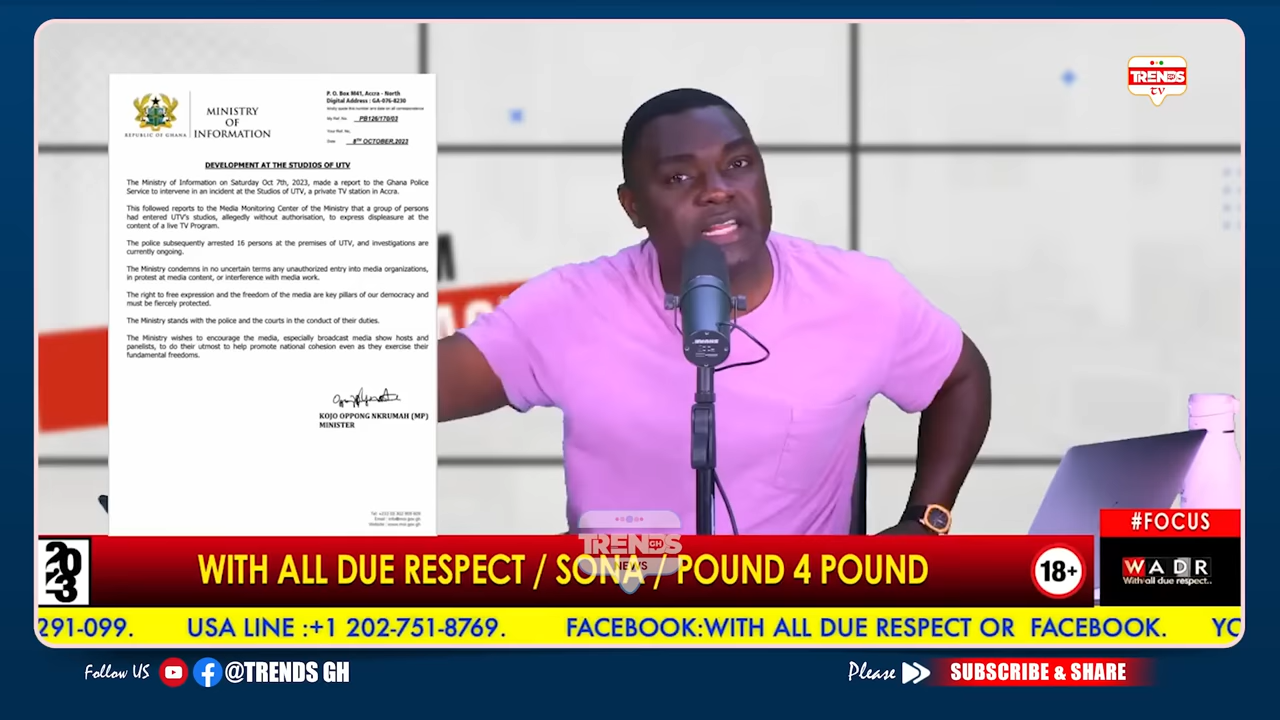 TRENDS GH
tv
REPUBLIC OF GHANA
MINISTRY
OF
INFORMATION
P. O. Box M41, Accra - North
Digital Address : GA-076-8230
My Ref. No. PB126/170/03
Your Ref. No.
Date 8TH OCTOBER,2023
DEVELOPMENT AT THE STUDIOS OF UTV
The Ministry of Information on Saturday Oct 7th, 2023, made a report to the Ghana Police
Service to intervene in an incident at the Studios of UTV, a private TV station in Accra.
This followed reports to the Media Monitoring Center of the Ministry that a group of persons
had entered UTV's studios, allegedly without authorisation, to express displeasure at the
content of a live TV Program.
The police subsequently arrested 16 persons at the premises of UTV, and investigations are
currently ongoing.
The Ministry condemns in no uncertain terms any unauthorized entry into media organizations,
in protest at media content, or interference with media work.
The right to free expression and the freedom of the media are key pillars of our democracy and
must be fiercely protected.
The Ministry stands with the police and the courts in the conduct of their duties.
The Ministry wishes to encourage the media, especially broadcast media show hosts and
panelists, to do their utmost to help promote national cohesion even as they exercise their
fundamental freedoms.
KOJO OPPONG NKRUMAH (MP)
MINISTER
SHURE
#FOCUS
WADR
With all due respect..
2023
WITH ALL DUE RESPECT / SONA / POUND 4 POUND
18+
TRENDS GH
NEWS
291-099. USA LINE :+1 202-751-8769. FACEBOOK:WITH ALL DUE RESPECT OR FACEBOOK. YO
Follow US @TRENDS GH
Please SUBSCRIBE & SHARE